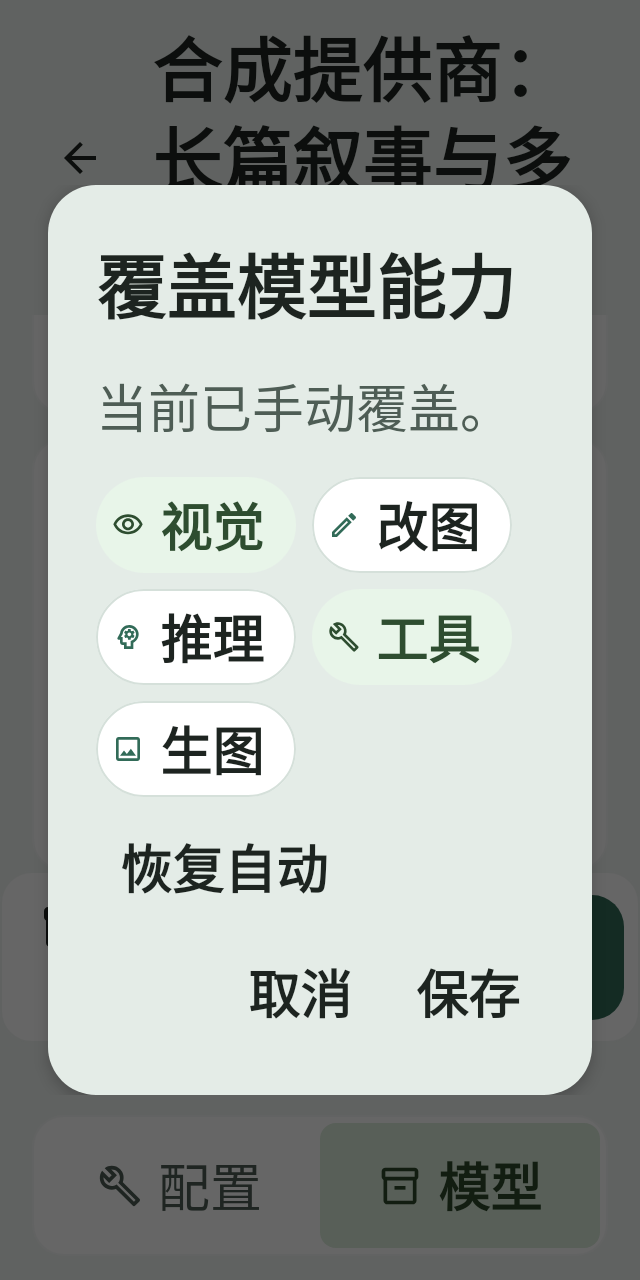 合成提供商：
长篇叙事与多
覆盖模型能力
当前已手动覆盖。
视觉
改图
推理
工具
生图
恢复自动
取消
保存
配置
模型